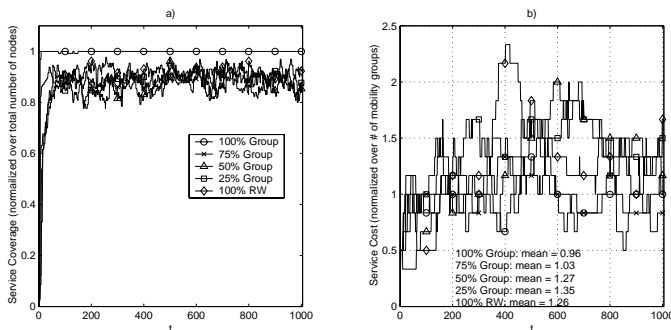 a)
Service Coverage (normalized over total number of nodes)
1
0.8
0.6
0.4
0.2
0
0 200 400 600 800 1000
t
100% Group
75% Group
50% Group
25% Group
100% RW
b)
Service Cost (normalized over # of mobility groups)
2.5
2
1.5
1
0.5
0
0 200 400 600 800 1000
t
100% Group: mean = 0.96
75% Group: mean = 1.03
50% Group: mean = 1.27
25% Group: mean = 1.35
100% RW: mean = 1.26